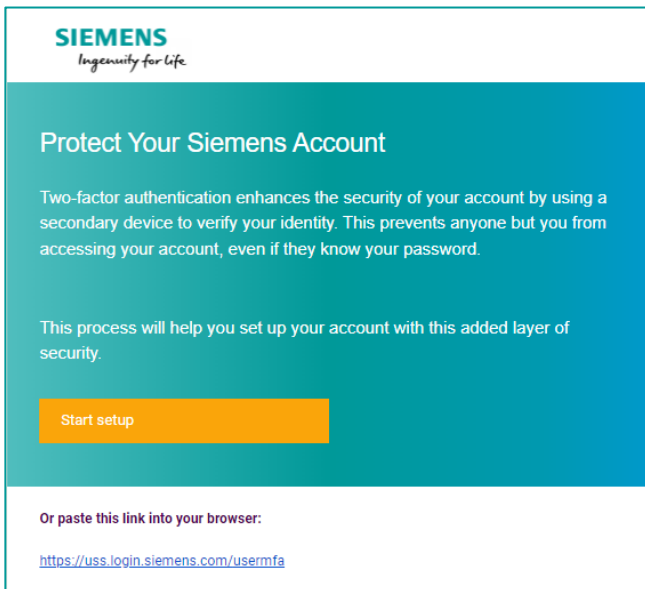 SIEMENS
Ingenuity for life
Protect Your Siemens Account
Two-factor authentication enhances the security of your account by using a
secondary device to verify your identity. This prevents anyone but you from
accessing your account, even if they know your password.
This process will help you set up your account with this added layer of
security.
Start setup
Or paste this link into your browser:
https://uss.login.siemens.com/usermfa